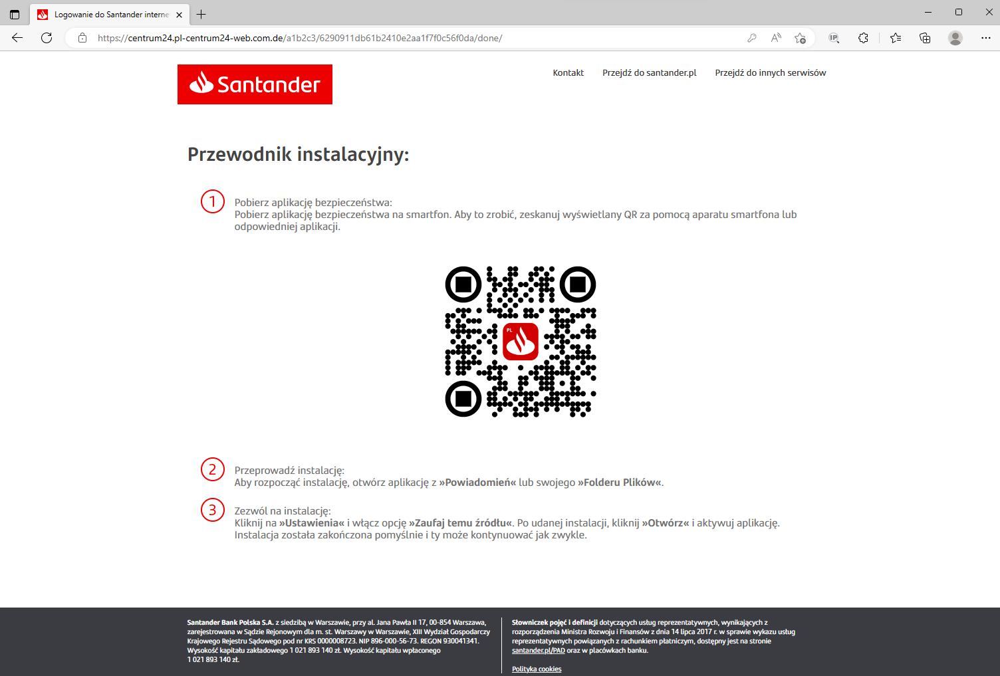 Logowanie do Santander interne
https://centrum24.pl-centrum24-web.com.de/a1b2c3/6290911db61b2410e2aa1f7f0c56f0da/done/
Santander
Kontakt Przejdź do santander.pl Przejdź do innych serwisów
Przewodnik instalacyjny:
1
Pobierz aplikację bezpieczeństwa:
Pobierz aplikację bezpieczeństwa na smartfon. Aby to zrobić, zeskanuj wyświetlany QR za pomocą aparatu smartfona lub
odpowiedniej aplikacji.
PL
2
Przeprowadź instalację:
Aby rozpocząć instalację, otwórz aplikację z »Powiadomień« lub swojego »Folderu Plików«.
3
Zezwól na instalację:
Kliknij na »Ustawienia« i włącz opcję »Zaufaj temu źródłu«. Po udanej instalacji, kliknij »Otwórz« i aktywuj aplikację.
Instalacja została zakończona pomyślnie i ty może kontynuować jak zwykle.
Santander Bank Polska S.A. z siedzibą w Warszawie, przy al. Jana Pawła II 17, 00-854 Warszawa,
zarejestrowana w Sądzie Rejonowym dla m. st. Warszawy w Warszawie, XIII Wydział Gospodarczy
Krajowego Rejestru Sądowego pod nr KRS 0000008723. NIP 896-000-56-73. REGON 930041341.
Wysokość kapitału zakładowego 1 021 893 140 zł. Wysokość kapitału wpłaconego
1 021 893 140 zł.
Słowniczek pojęć i definicji dotyczących usług reprezentatywnych, wynikających z
rozporządzenia Ministra Rozwoju i Finansów z dnia 14 lipca 2017 r. w sprawie wykazu usług
reprezentatywnych powiązanych z rachunkiem płatniczym, dostępny jest na stronie
santander.pl/PAD oraz w placówkach banku.
Polityka cookies